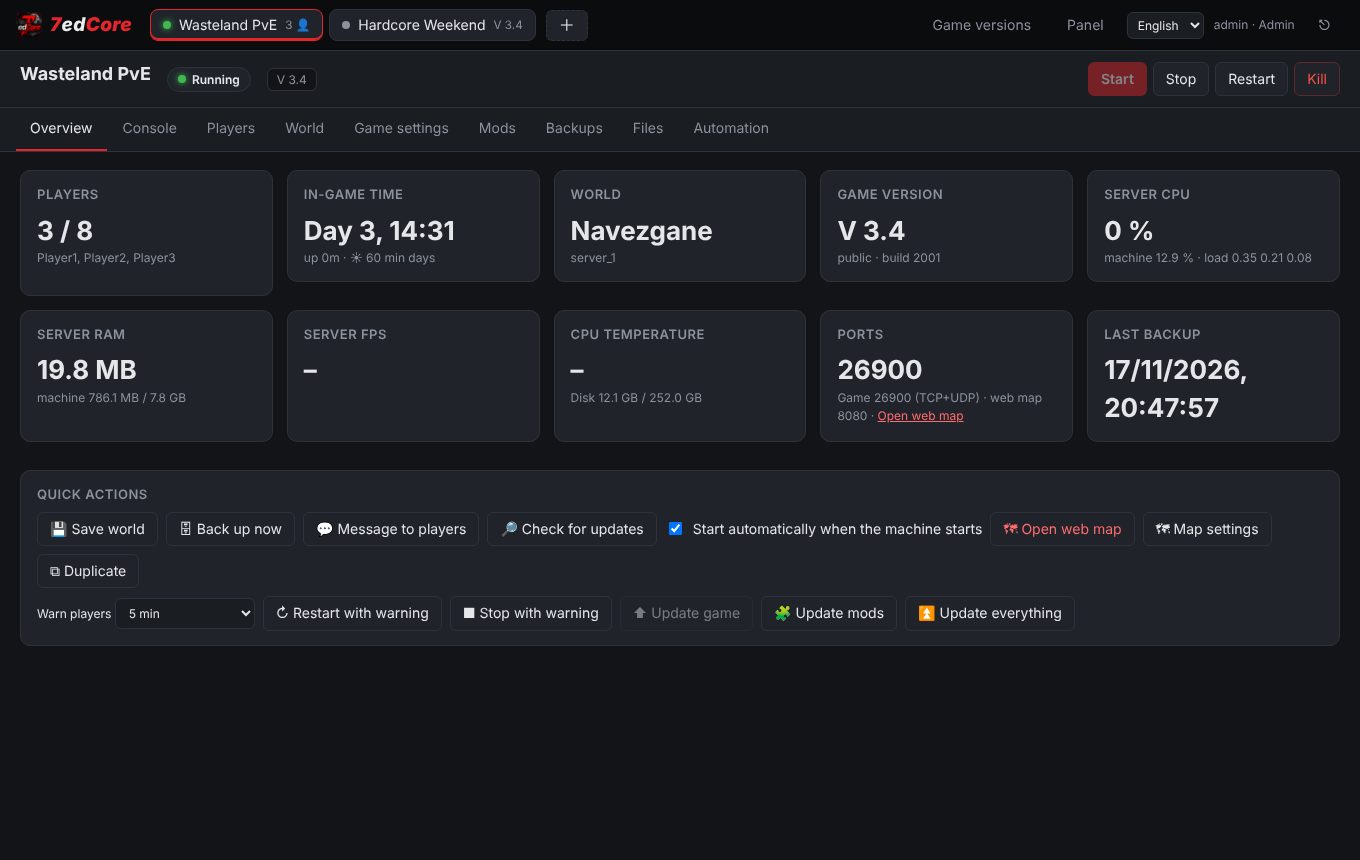 7edCore
Wasteland PvE 3
Hardcore Weekend V 3.4
+
Game versions
Panel
English
admin · Admin
Wasteland PvE
Running
V 3.4
Start
Stop
Restart
Kill
Overview
Console
Players
World
Game settings
Mods
Backups
Files
Automation
PLAYERS
3 / 8
Player1, Player2, Player3
IN-GAME TIME
Day 3, 14:31
up 0m · ☀ 60 min days
WORLD
Navezgane
server_1
GAME VERSION
V 3.4
public · build 2001
SERVER CPU
0 %
machine 12.9 % · load 0.35 0.21 0.08
SERVER RAM
19.8 MB
machine 786.1 MB / 7.8 GB
SERVER FPS
–
CPU TEMPERATURE
–
Disk 12.1 GB / 252.0 GB
PORTS
26900
Game 26900 (TCP+UDP) · web map
8080 · Open web map
LAST BACKUP
17/11/2026,
20:47:57
QUICK ACTIONS
Save world
Back up now
Message to players
Check for updates
Start automatically when the machine starts
Open web map
Map settings
Duplicate
Warn players
5 min
Restart with warning
Stop with warning
Update game
Update mods
Update everything